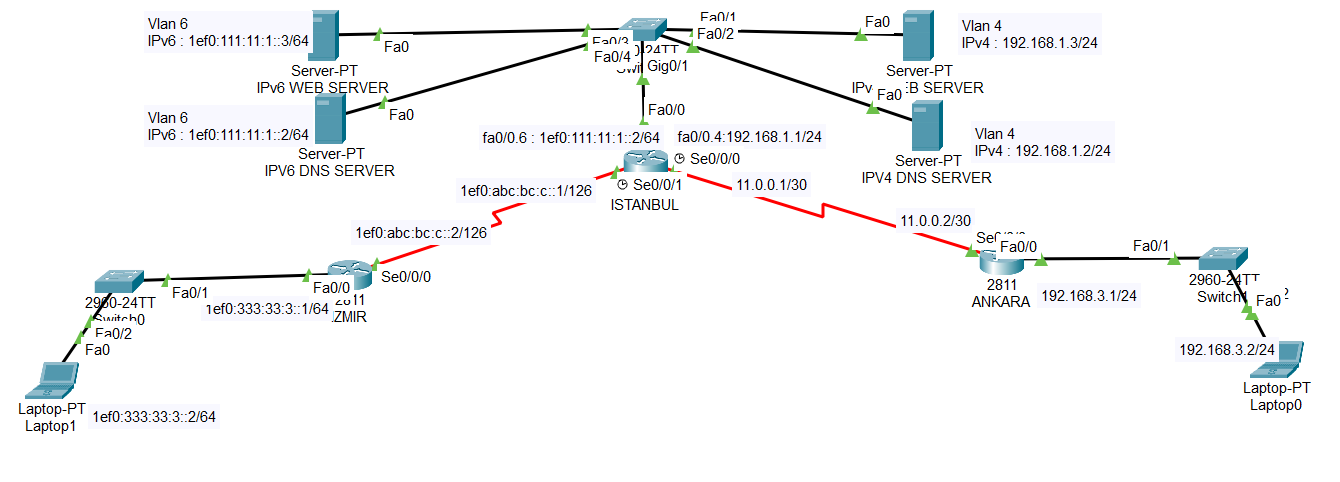 Vlan 6
IPv6 : 1ef0:111:11:1::3/64
Fa0
Server-PT
IPv6 WEB SERVER
Vlan 6
IPv6 : 1ef0:111:11:1::2/64
Fa0
Server-PT
IPV6 DNS SERVER
Fa0/3
Fa0/4
Fa0/1
Fa0/2
24TT
Gig0/1
Fa0/0
Fa0
Vlan 4
IPv4 : 192.168.1.3/24
Server-PT
SERVER
Fa0
Vlan 4
IPv4 : 192.168.1.2/24
Server-PT
IPV4 DNS SERVER
fa0/0.6 : 1ef0:111:11:1::2/64
fa0/0.4:192.168.1.1/24
Se0/0/0
Se0/0/1
ISTANBUL
1ef0:abc:bc:c::1/126
11.0.0.1/30
1ef0:abc:bc:c::2/126
11.0.0.2/30
Se0/0/0
Fa0/0
2811
ZMIR
1ef0:333:33:3::1/64
Fa0/1
2960-24TT
Switch0
Fa0/2
Fa0
Laptop-PT
Laptop1
1ef0:333:33:3::2/64
Fa0/0
2811
ANKARA
192.168.3.1/24
Fa0/1
2960-24TT
Fa0
192.168.3.2/24
Laptop-PT
Laptop0